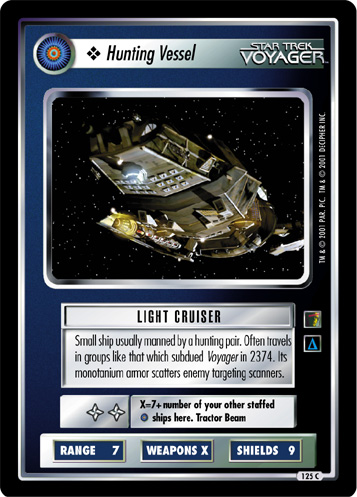 ❖ Hunting Vessel
STAR TREK
VOYAGER
TM & © 2001 PAR. PIC. TM & © 2001 DECIPHER INC.
LIGHT CRUISER
Small ship usually manned by a hunting pair. Often travels
in groups like that which subdued Voyager in 2374. Its
monotanium armor scatters enemy targeting scanners.
X=7+ number of your other staffed
ships here. Tractor Beam
RANGE 7
WEAPONS X
SHIELDS 9
125 C